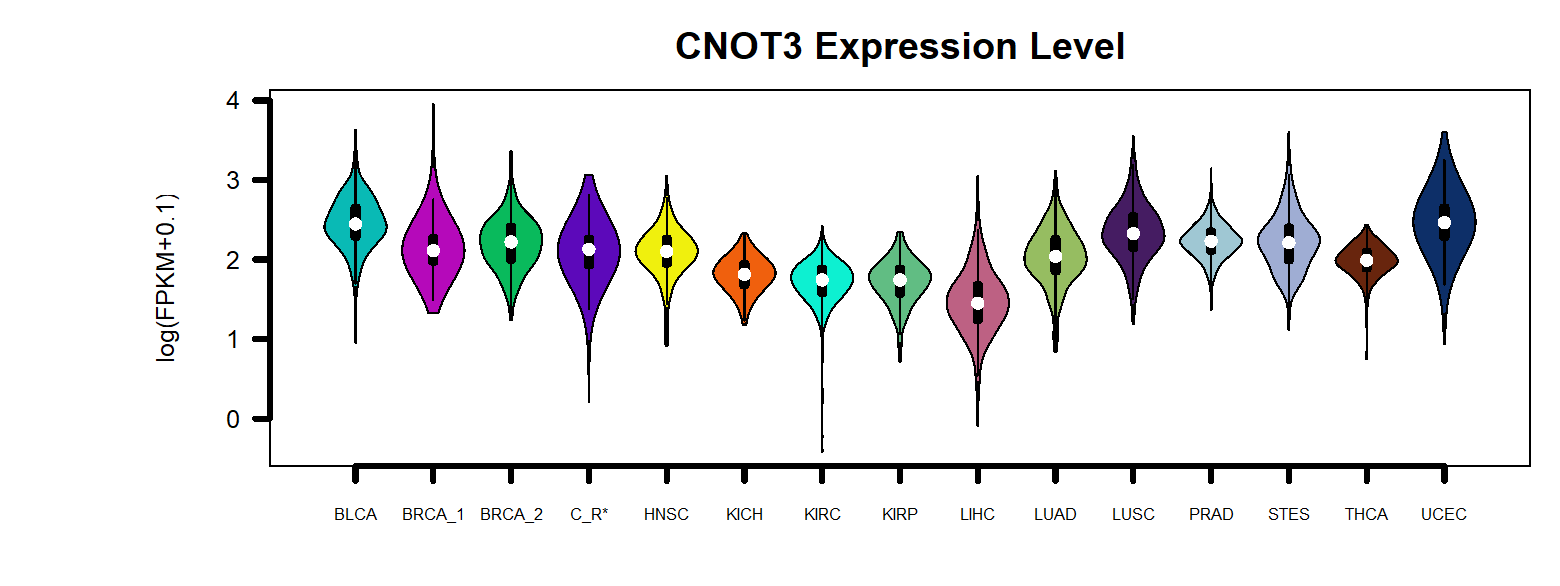 CNOT3 Expression Level
log(FPKM+0.1)
4
3
2
1
0
BLCA BRCA_1 BRCA_2 C_R* HNSC KICH KIRC KIRP LIHC LUAD LUSC PRAD STES THCA UCEC